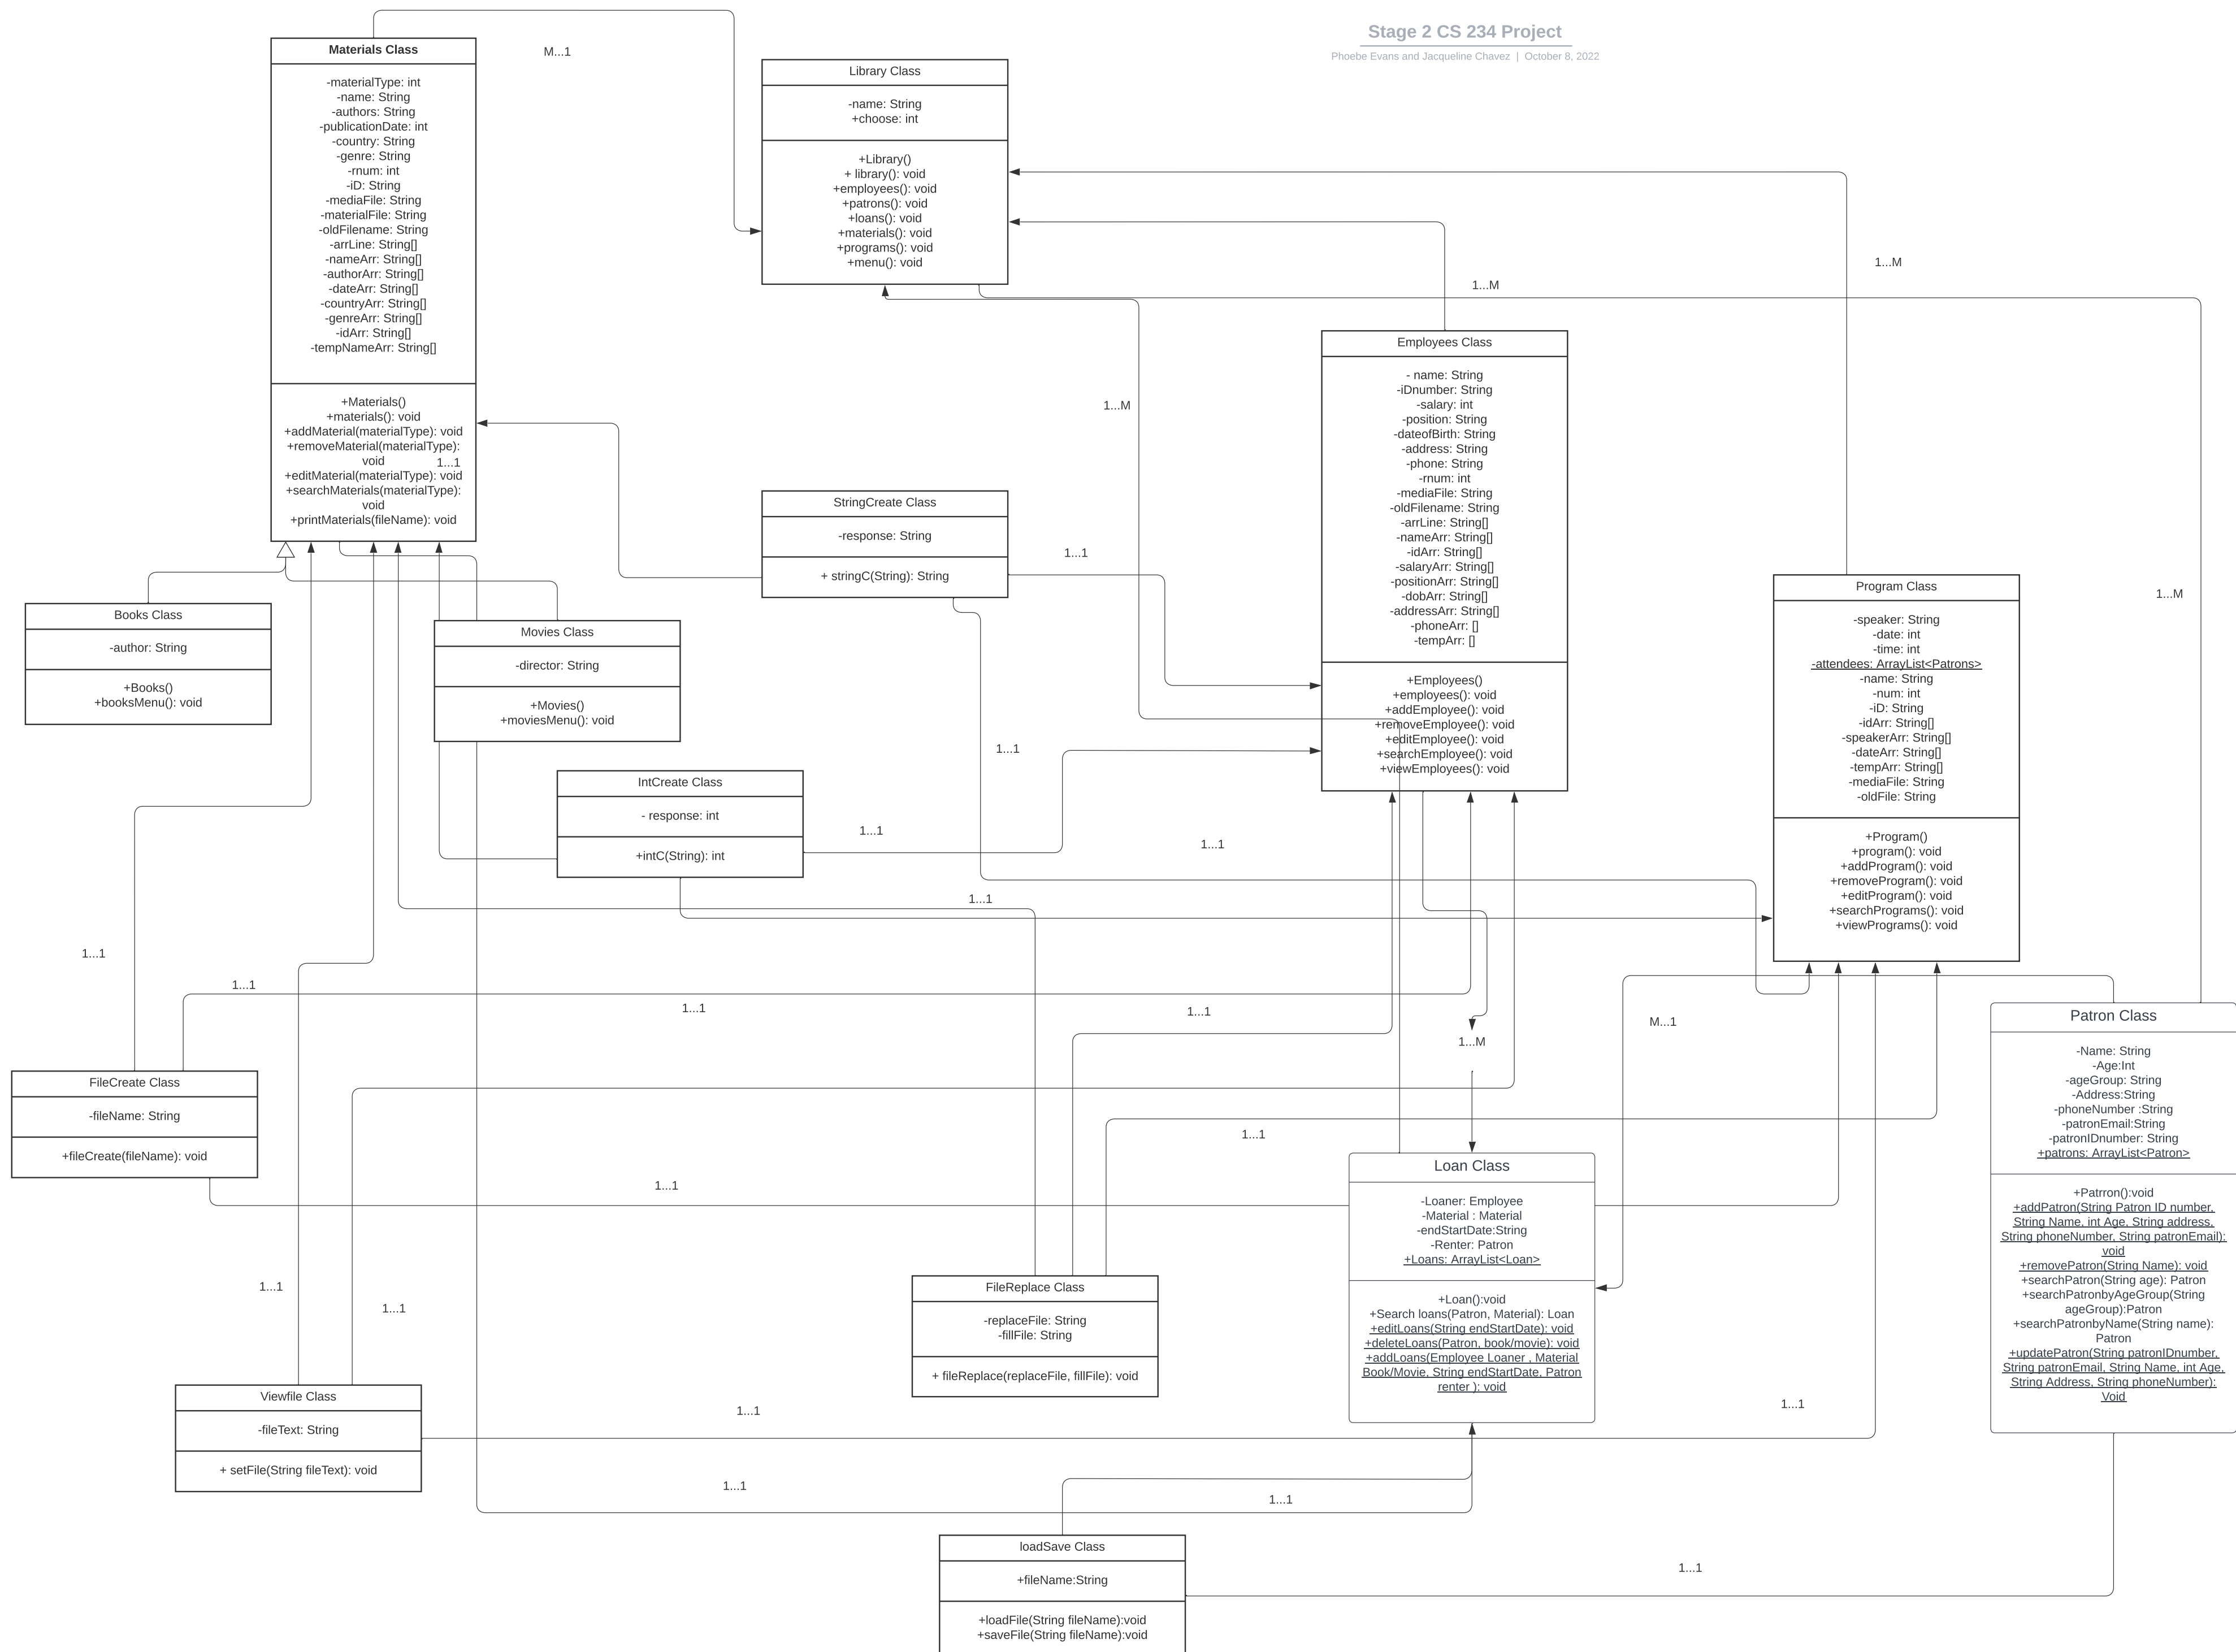 Stage 2 CS 234 Project
Phoebe Evans and Jacqueline Chavez | October 8, 2022
Materials Class
-materialType: int
-name: String
-authors: String
-publicationDate: int
-country: String
-genre: String
-rnum: int
-iD: String
-mediaFile: String
-materialFile: String
-oldFilename: String
-arrLine: String[]
-nameArr: String[]
-authorArr: String[]
-dateArr: String[]
-countryArr: String[]
-genreArr: String[]
-idArr: String[]
-tempNameArr: String[]
+Materials()
+materials(): void
+addMaterial(materialType): void
+removeMaterial(materialType):
void
1...1
+editMaterial(materialType): void
+searchMaterials(materialType):
void
+printMaterials(fileName): void
M...1
Library Class
-name: String
+choose: int
+Library()
+ library(): void
+employees(): void
+patrons(): void
+loans(): void
+materials(): void
+programs(): void
+menu(): void
1...M
1...M
1...M
1...M
Employees Class
- name: String
-iDnumber: String
-salary: int
-position: String
-dateofBirth: String
-address: String
-phone: String
-rnum: int
-mediaFile: String
-oldFilename: String
-arrLine: String[]
-nameArr: String[]
-idArr: String[]
-salaryArr: String[]
-positionArr: String[]
-dobArr: String[]
-addressArr: String[]
-phoneArr: []
-tempArr: []
+Employees()
+employees(): void
+addEmployee(): void
+removeEmployee(): void
+editEmployee(): void
+searchEmployee(): void
+viewEmployees(): void
StringCreate Class
-response: String
+ stringC(String): String
1...1
1...1
Books Class
-author: String
+Books()
+booksMenu(): void
Movies Class
-director: String
+Movies()
+moviesMenu(): void
IntCreate Class
- response: int
+intC(String): int
1...1
1...1
1...1
Program Class
-speaker: String
-date: int
-time: int
-attendees: ArrayList<Patrons>
-name: String
-num: int
-iD: String
-idArr: String[]
-speakerArr: String[]
-dateArr: String[]
-tempArr: String[]
-mediaFile: String
-oldFile: String
+Program()
+program(): void
+addProgram(): void
+removeProgram(): void
+editProgram(): void
+searchPrograms(): void
+viewPrograms(): void
1...1
1...1
1...1
1...1
1...M
M...1
Patron Class
-Name: String
-Age:Int
-ageGroup: String
-Address:String
-phoneNumber :String
-patronEmail:String
-patronIDnumber: String
+patrons: ArrayList<Patron>
+Patrron():void
+addPatron(String Patron ID number,
String Name, int Age, String address,
String phoneNumber, String patronEmail):
void
+removePatron(String Name): void
+searchPatron(String age): Patron
+searchPatronbyAgeGroup(String
ageGroup):Patron
+searchPatronbyName(String name):
Patron
+updatePatron(String patronIDnumber,
String patronEmail, String Name, int Age,
String Address, String phoneNumber):
Void
FileCreate Class
-fileName: String
+fileCreate(fileName): void
1...1
1...1
Loan Class
-Loaner: Employee
-Material : Material
-endStartDate:String
-Renter: Patron
+Loans: ArrayList<Loan>
+Loan():void
+Search loans(Patron, Material): Loan
+editLoans(String endStartDate): void
+deleteLoans(Patron, book/movie): void
+addLoans(Employee Loaner , Material
Book/Movie, String endStartDate, Patron
renter ): void
FileReplace Class
-replaceFile: String
-fillFile: String
+ fileReplace(replaceFile, fillFile): void
1...1
1...1
Viewfile Class
-fileText: String
+ setFile(String fileText): void
1...1
1...1
1...1
1...1
loadSave Class
+fileName:String
+loadFile(String fileName):void
+saveFile(String fileName):void
1...1